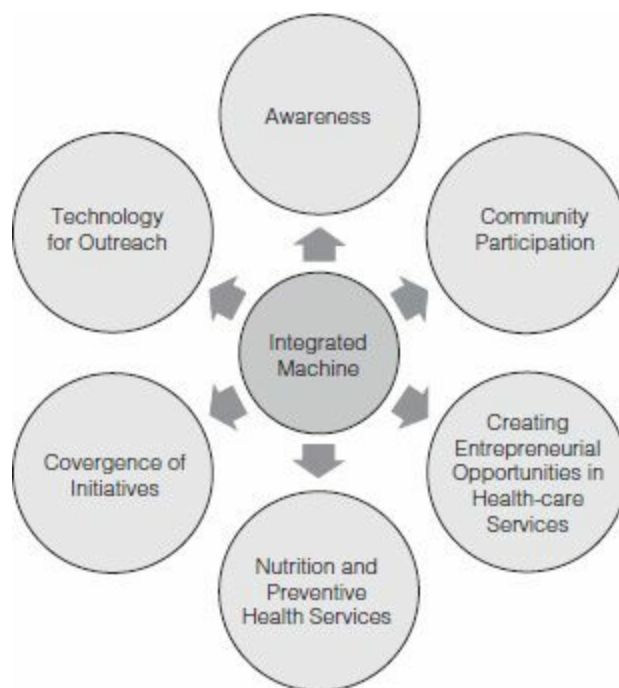 Awareness
Technology
for Outreach
Community
Participation
Integrated
Machine
Covergence of
Initiatives
Creating
Entrepreneurial
Opportunities in
Health-care
Services
Nutrition and
Preventive
Health Services